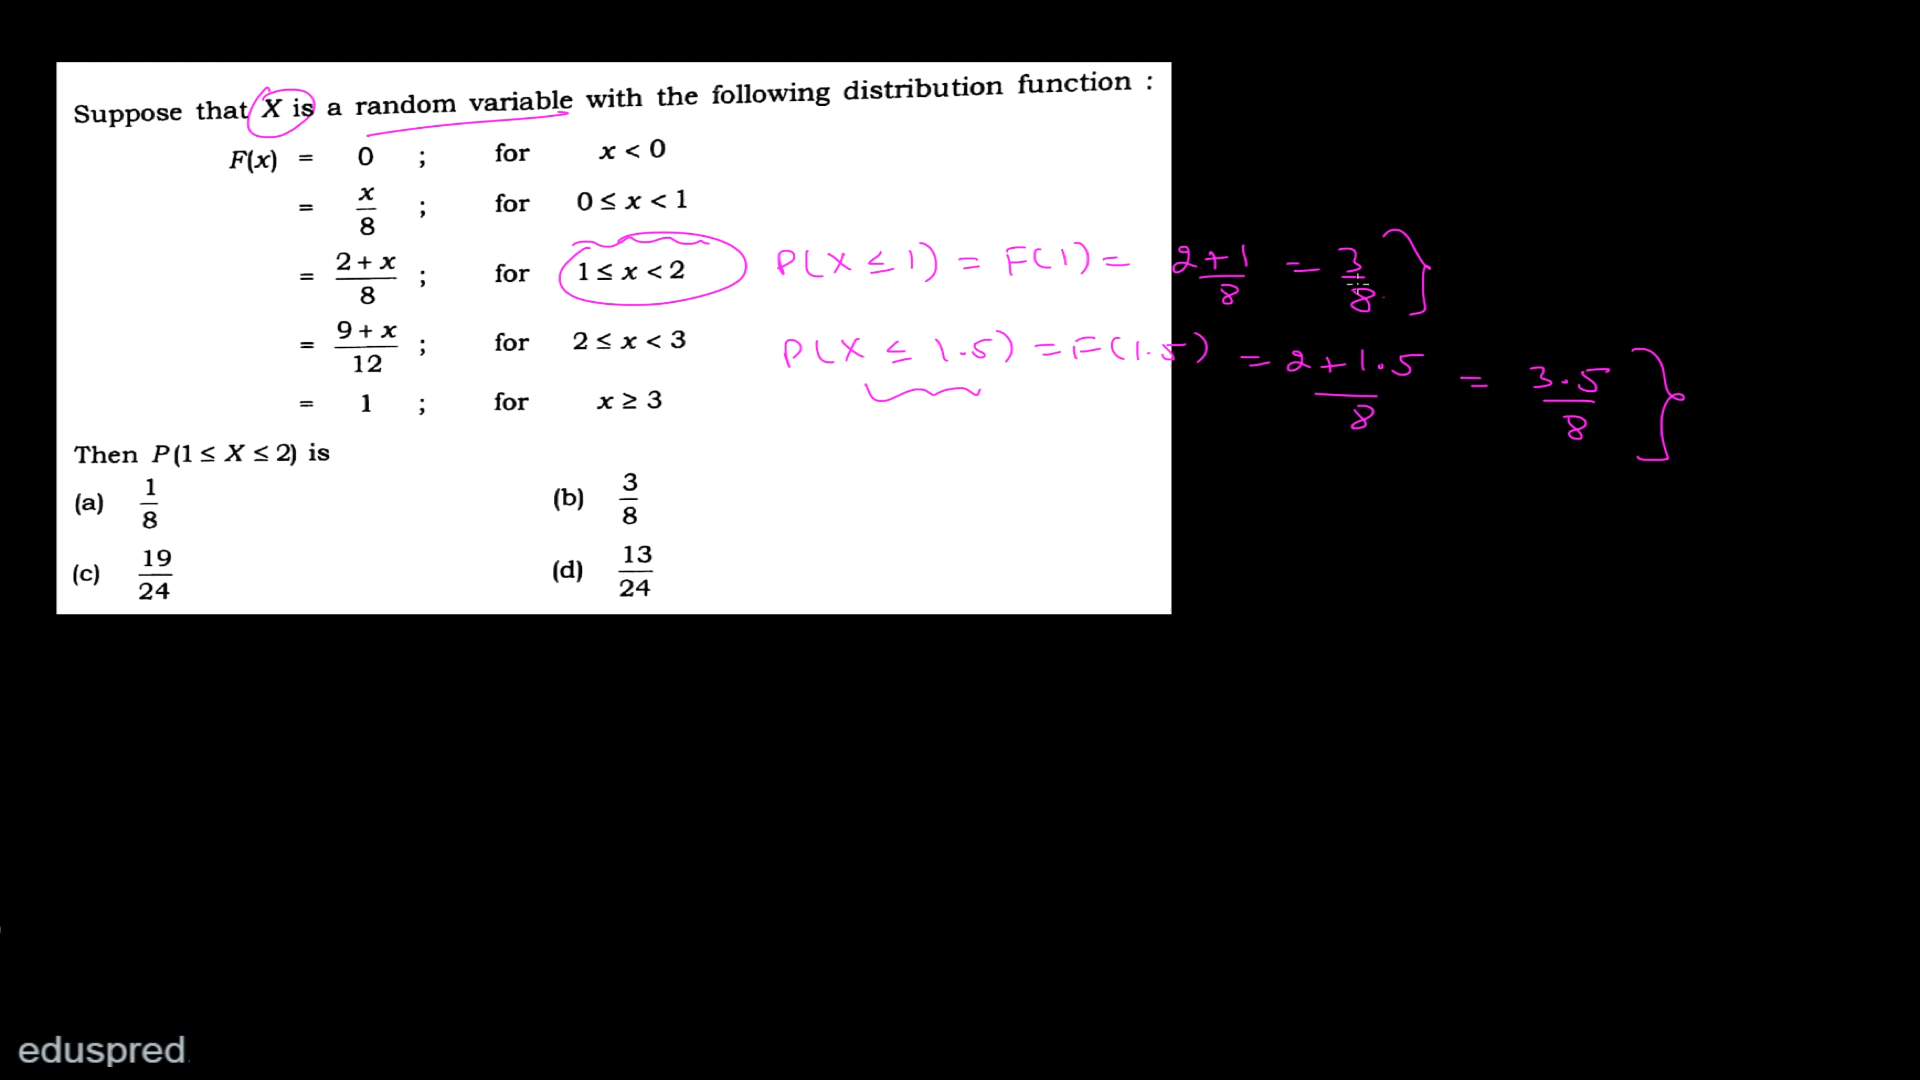 Suppose that X is a random variable with the following distribution function :
F(x) = 0 ; for x < 0
= x/8 ; for 0 ≤ x < 1
= (2 + x)/8 ; for 1 ≤ x < 2
P(X ≤ 1) = F(1) = (2+1)/8 = 3/8
= (9 + x)/12 ; for 2 ≤ x < 3
P(X ≤ 1.5) = F(1.5) = (2+1.5)/8 = 3.5/8
= 1 ; for x ≥ 3
Then P(1 ≤ X ≤ 2) is
(a) 1/8 (b) 3/8
(c) 19/24 (d) 13/24
eduspred